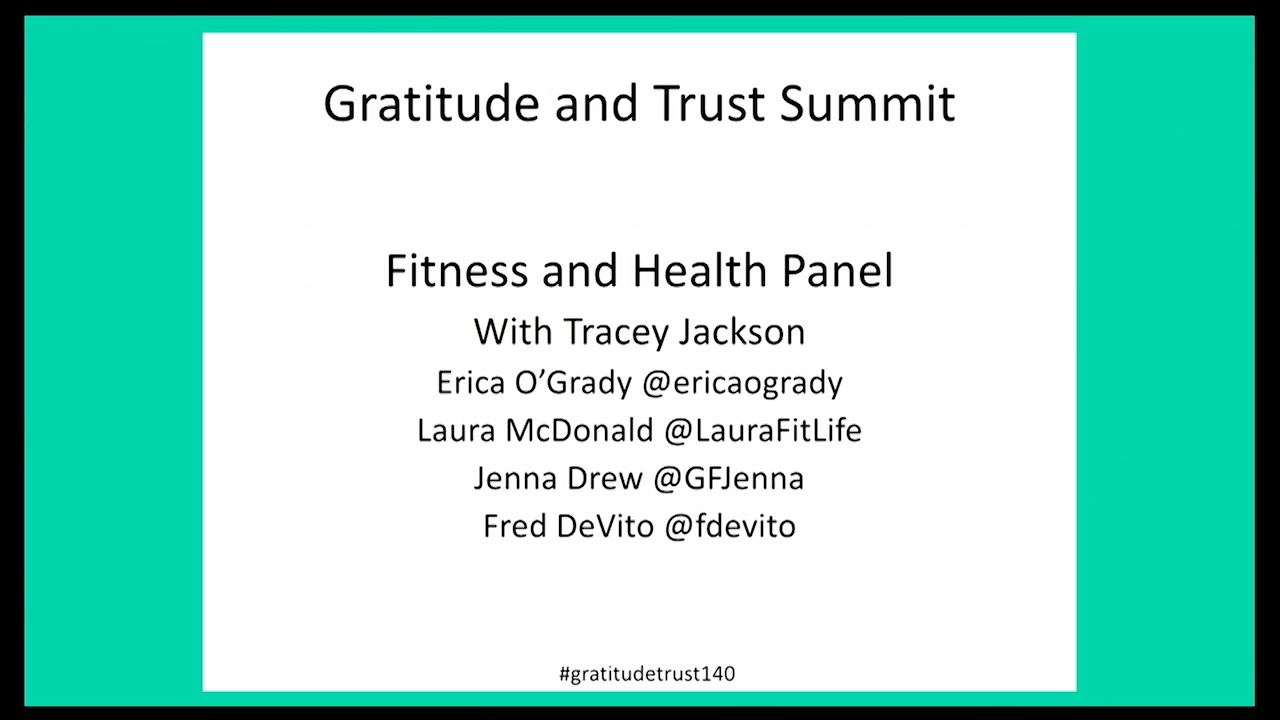 Gratitude and Trust Summit
Fitness and Health Panel
With Tracey Jackson
Erica O’Grady @ericaogrady
Laura McDonald @LauraFitLife
Jenna Drew @GFJenna
Fred DeVito @fdevito
#gratitudetrust140